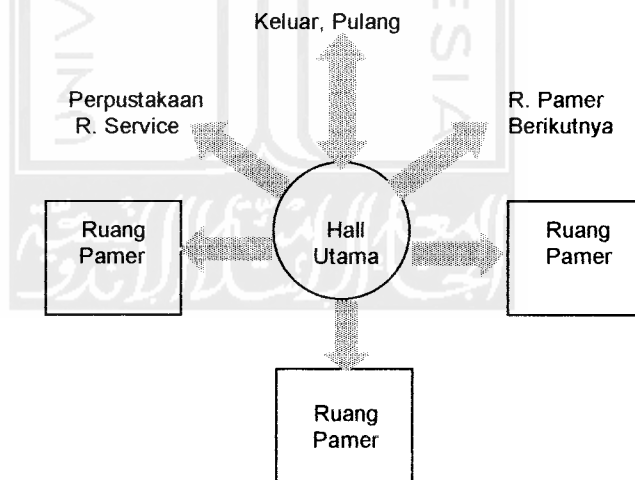 Keluar, Pulang
Perpustakaan
R. Service
R. Pamer
Berikutnya
Ruang
Pamer
Hall
Utama
Ruang
Pamer
Ruang
Pamer